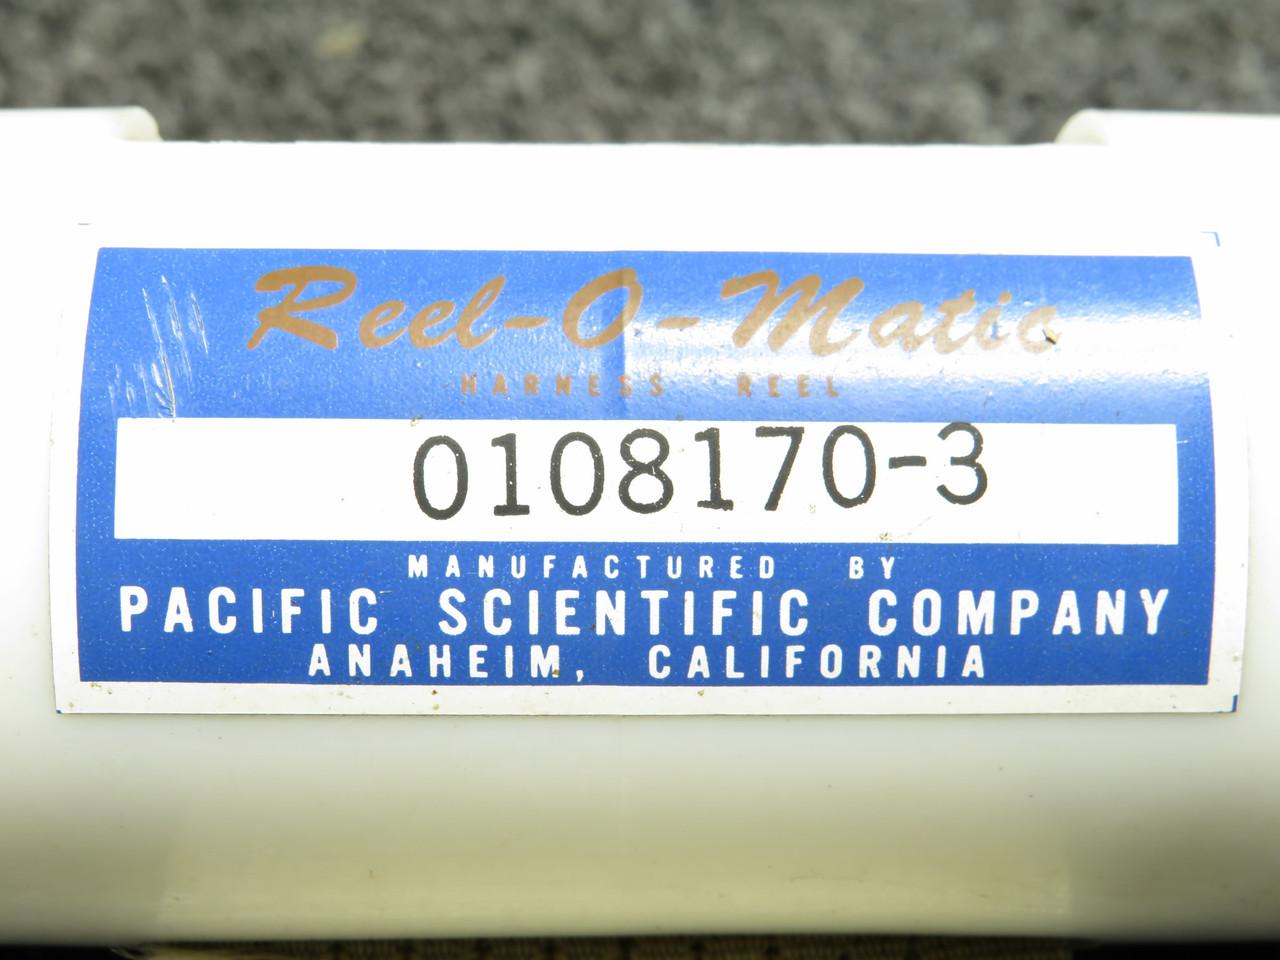 Reel-O-Matic
HARNESS REEL
0108170-3
MANUFACTURED BY
PACIFIC SCIENTIFIC COMPANY
ANAHEIM, CALIFORNIA